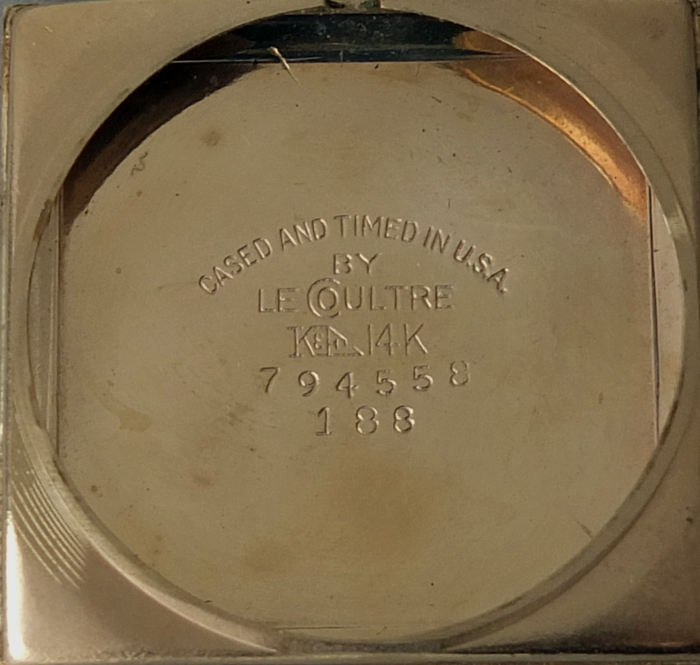 CASED AND TIMED IN U.S.A.
BY
LE COULTRE
14K
794558
188